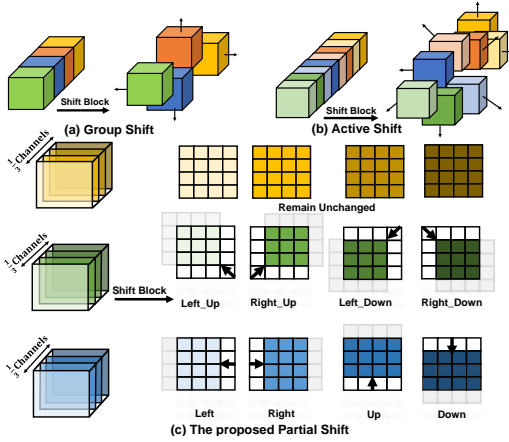 Shift Block
Shift Block
(a) Group Shift
(b) Active Shift
1/3 Channels
Remain Unchanged
1/3 Channels
Shift Block
Left_Up
Right_Up
Left_Down
Right_Down
1/3 Channels
Left
Right
Up
Down
(c) The proposed Partial Shift